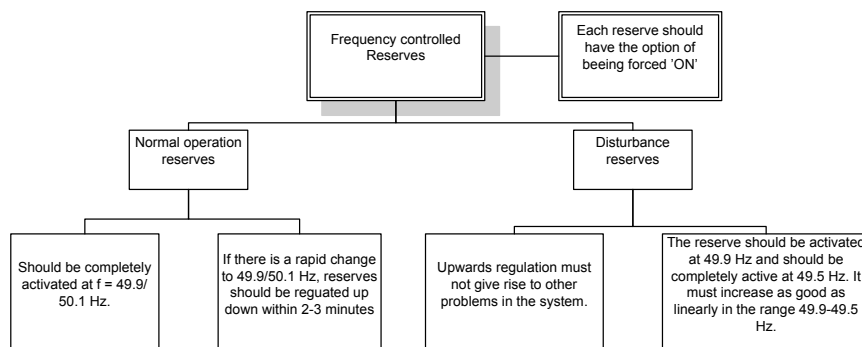 Frequency controlled
Reserves
Each reserve should
have the option of
beeing forced 'ON'
Normal operation
reserves
Disturbance
reserves
Should be completely
activated at f = 49.9/
50.1 Hz.
If there is a rapid change
to 49.9/50.1 Hz, reserves
should be reguated up
down within 2-3 minutes
Upwards regulation must
not give rise to other
problems in the system.
The reserve should be activated
at 49.9 Hz and should be
completely active at 49.5 Hz. It
must increase as good as
linearly in the range 49.9-49.5
Hz.